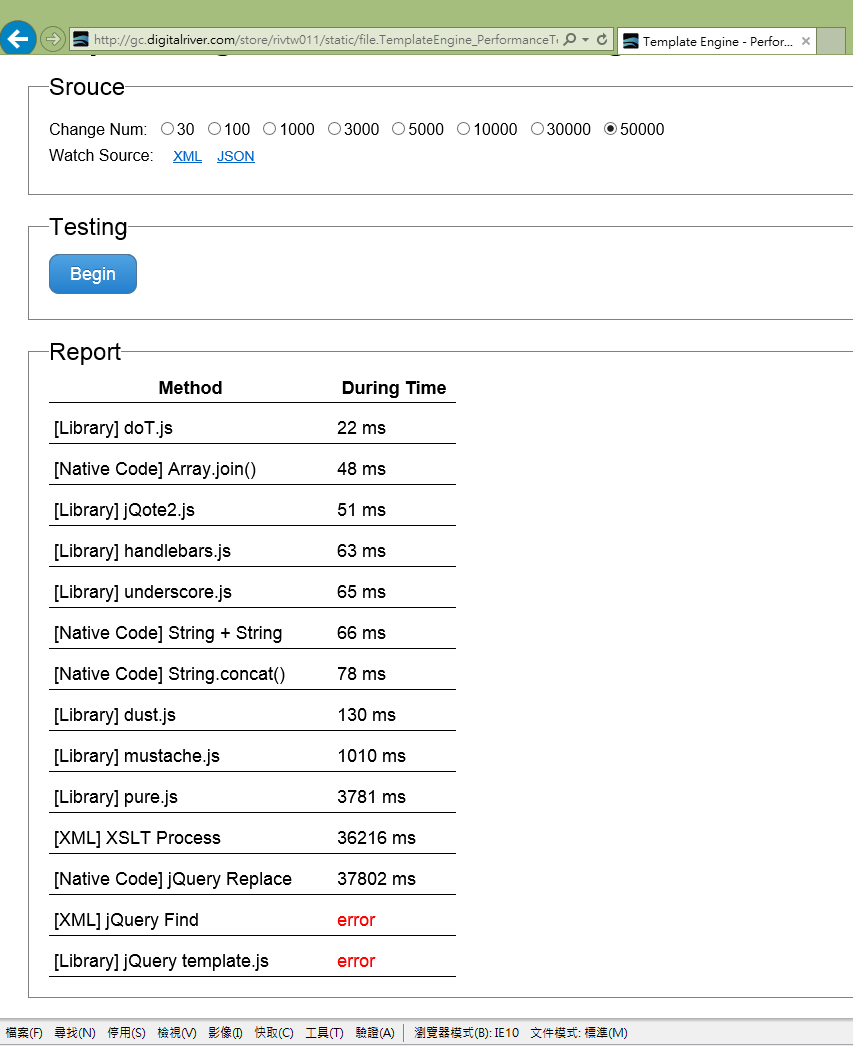 http://gc.digitalriver.com/store/rivtw011/static/file.TemplateEngine_PerformanceT
Template Engine - Perfor... ×
Srouce
Change Num: 30 100 1000 3000 5000 10000 30000 50000
Watch Source: XML JSON
Testing
Begin
Report
Method During Time
[Library] doT.js 22 ms
[Native Code] Array.join() 48 ms
[Library] jQote2.js 51 ms
[Library] handlebars.js 63 ms
[Library] underscore.js 65 ms
[Native Code] String + String 66 ms
[Native Code] String.concat() 78 ms
[Library] dust.js 130 ms
[Library] mustache.js 1010 ms
[Library] pure.js 3781 ms
[XML] XSLT Process 36216 ms
[Native Code] jQuery Replace 37802 ms
[XML] jQuery Find error
[Library] jQuery template.js error
檔案(F) 尋找(N) 停用(S) 檢視(V) 影像(I) 快取(C) 工具(T) 驗證(A) 瀏覽器模式(B): IE10 文件模式: 標準(M)